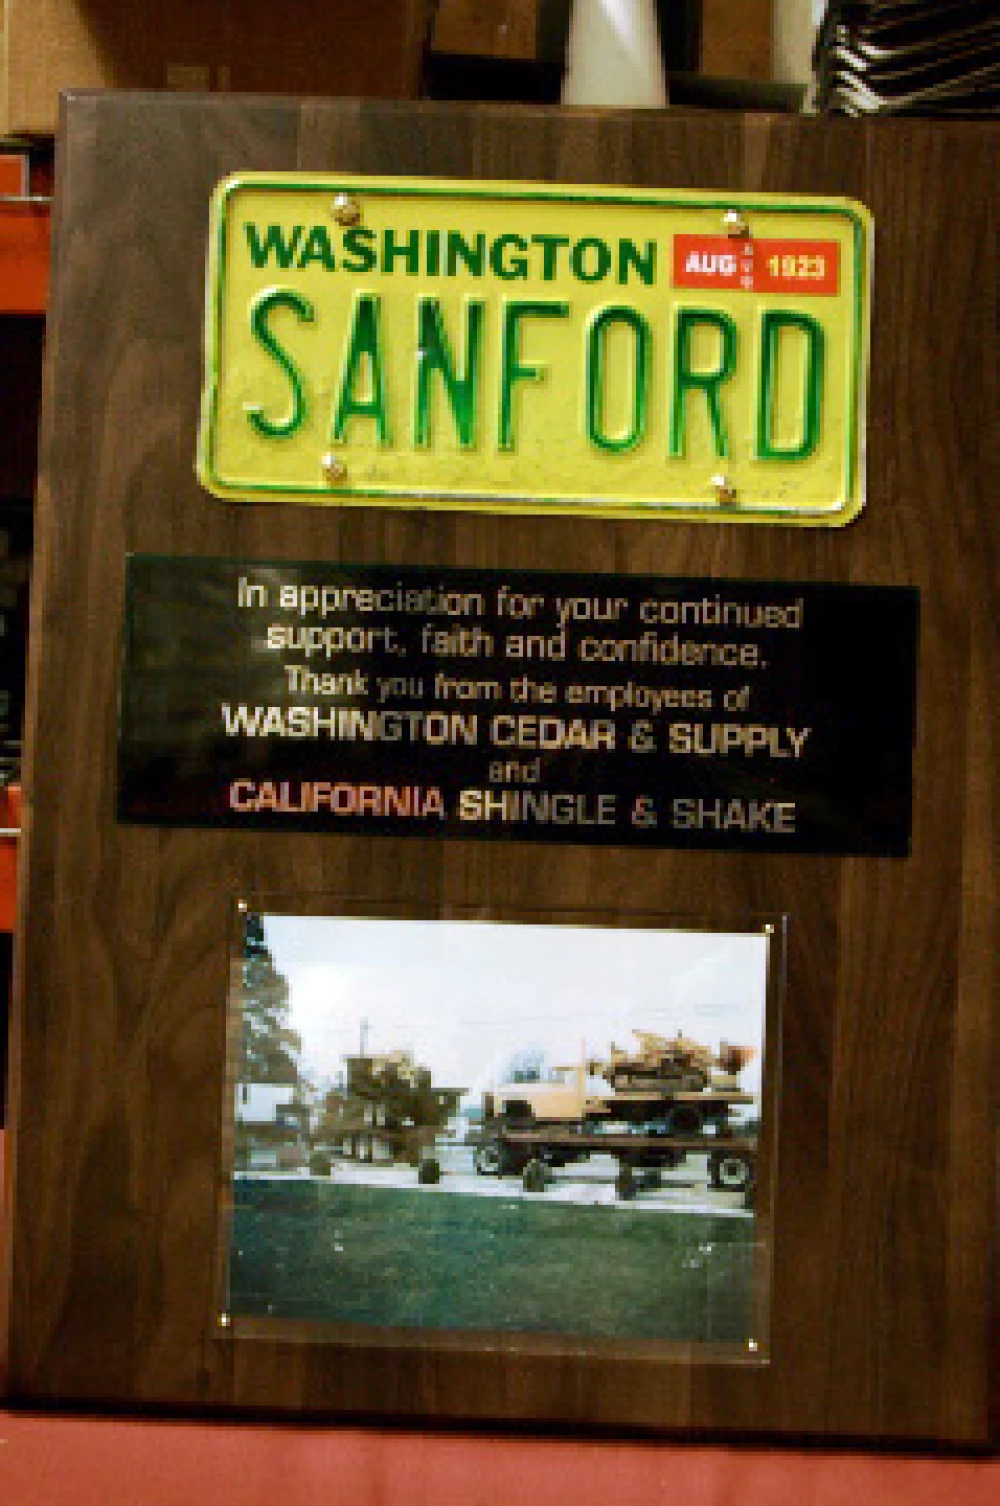 WASHINGTON AUG 1923
SANFORD
In appreciation for your continued
support, faith and confidence.
Thank you from the employees of
WASHINGTON CEDAR & SUPPLY
and
CALIFORNIA SHINGLE & SHAKE